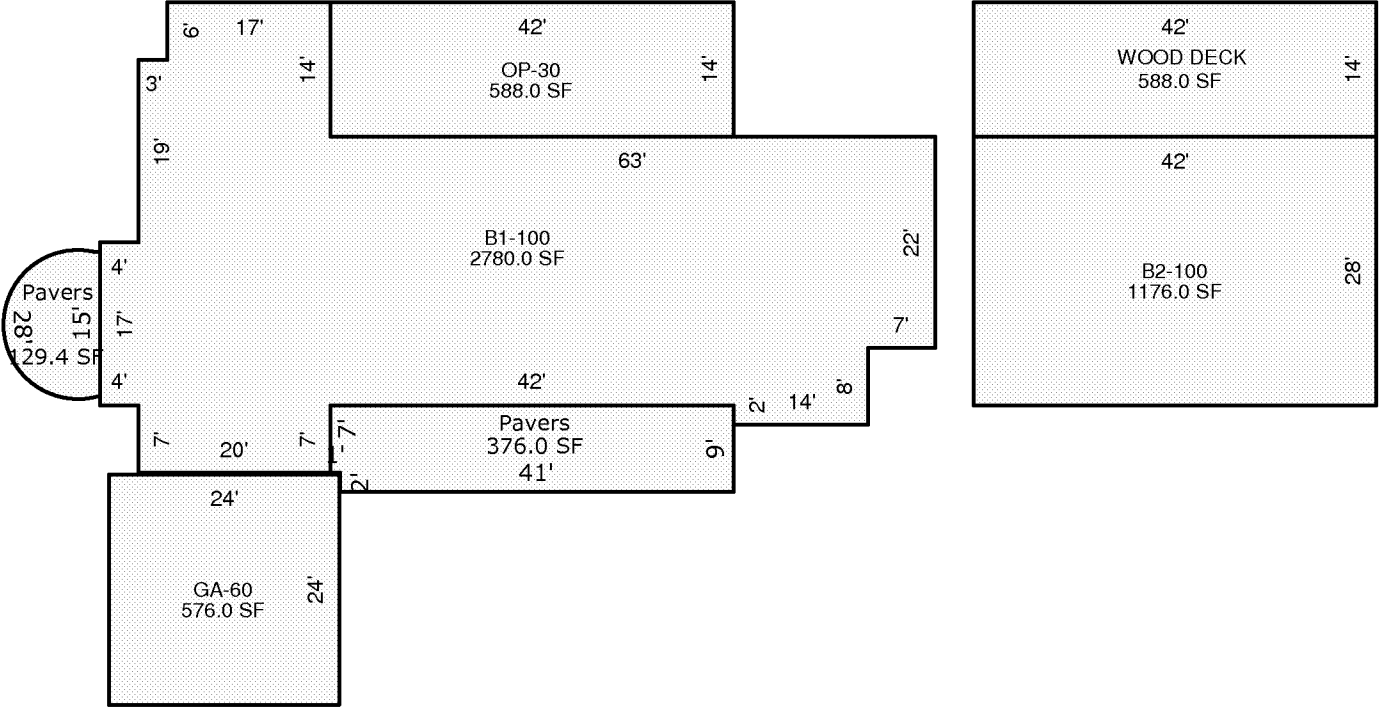 6'
17'
42'
14'
OP-30
588.0 SF
14'
3'
19'
63'
B1-100
2780.0 SF
22'
4'
Pavers
28'
15'
17'
129.4 SF
4'
7'
42'
8'
2'
14'
7'
20'
7'
7'
Pavers
376.0 SF
9'
41'
2'
24'
GA-60
576.0 SF
24'
42'
WOOD DECK
588.0 SF
14'
42'
B2-100
1176.0 SF
28'